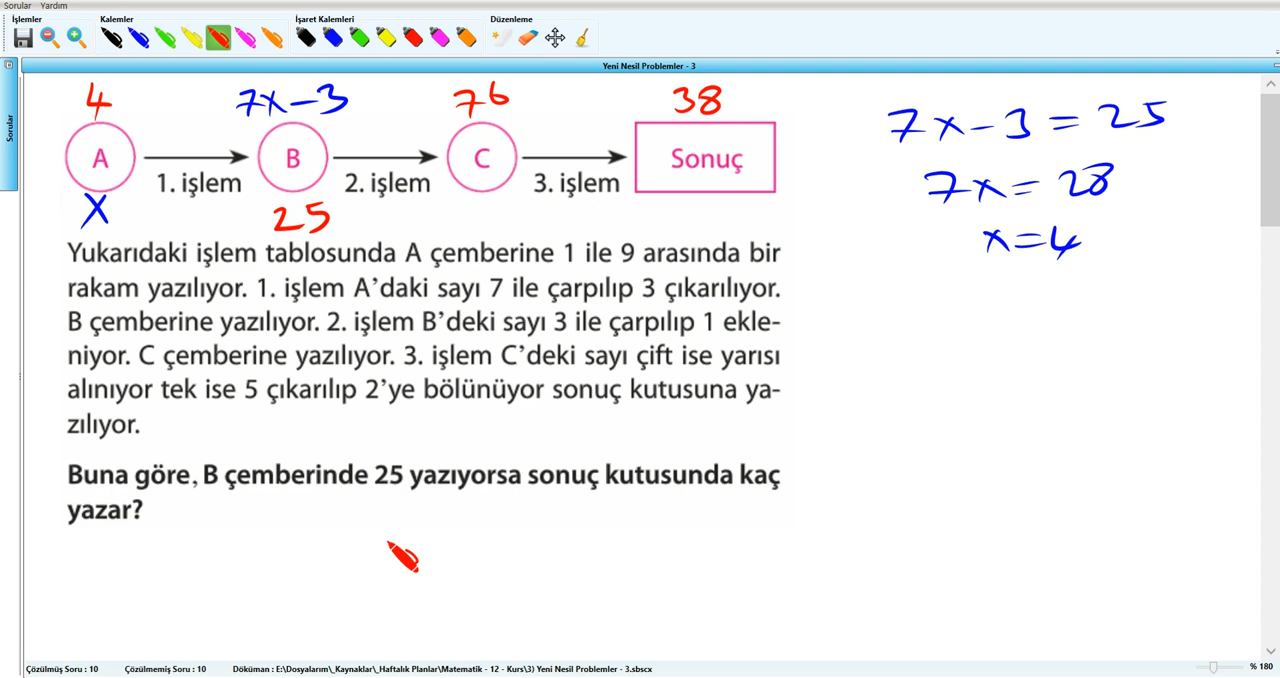 Sorular Yardım
İşlemler Kalemler İşaret Kalemleri Düzenleme
Yeni Nesil Problemler - 3
Sorular
4 7x-3 76 38
A B C Sonuç
1. işlem 2. işlem 3. işlem
x 25
7x-3=25
7x=28
x=4
Yukarıdaki işlem tablosunda A çemberine 1 ile 9 arasında bir
rakam yazılıyor. 1. işlem A’daki sayı 7 ile çarpılıp 3 çıkarılıyor.
B çemberine yazılıyor. 2. işlem B’deki sayı 3 ile çarpılıp 1 ekle-
niyor. C çemberine yazılıyor. 3. işlem C’deki sayı çift ise yarısı
alınıyor tek ise 5 çıkarılıp 2’ye bölünüyor sonuç kutusuna ya-
zılıyor.
Buna göre, B çemberinde 25 yazıyorsa sonuç kutusunda kaç
yazar?
Çözülmüş Soru : 10 Çözülmemiş Soru : 10 Döküman : E:\Dosyalarım\_Kaynaklar\_Haftalık Planlar\Matematik - 12 - Kurs\3) Yeni Nesil Problemler - 3.sbscx % 180